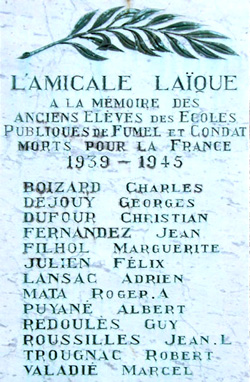 L'AMICALE LAÏQUE
A LA MÉMOIRE DES
ANCIENS ELÈVES DES ECOLES
PUBLIQUES DE FUMEL ET CONDAT
MORTS POUR LA FRANCE
1939 - 1945
BOIZARD CHARLES
DEJOUY GEORGES
DUFOUR CHRISTIAN
FERNANDEZ JEAN
FILHOL MARGUERITE
JULIEN FÉLIX
LANSAC ADRIEN
MATA ROGER.A
PUYANÉ ALBERT
REDOULÈS GUY
ROUSSILLES JEAN.L
TROUGNAC ROBERT
VALADIÉ MARCEL